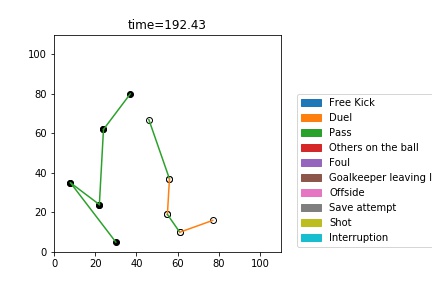 time=192.43
100
80
60
40
20
0
0 20 40 60 80 100
Free Kick
Duel
Pass
Others on the ball
Foul
Goalkeeper leaving l
Offside
Save attempt
Shot
Interruption